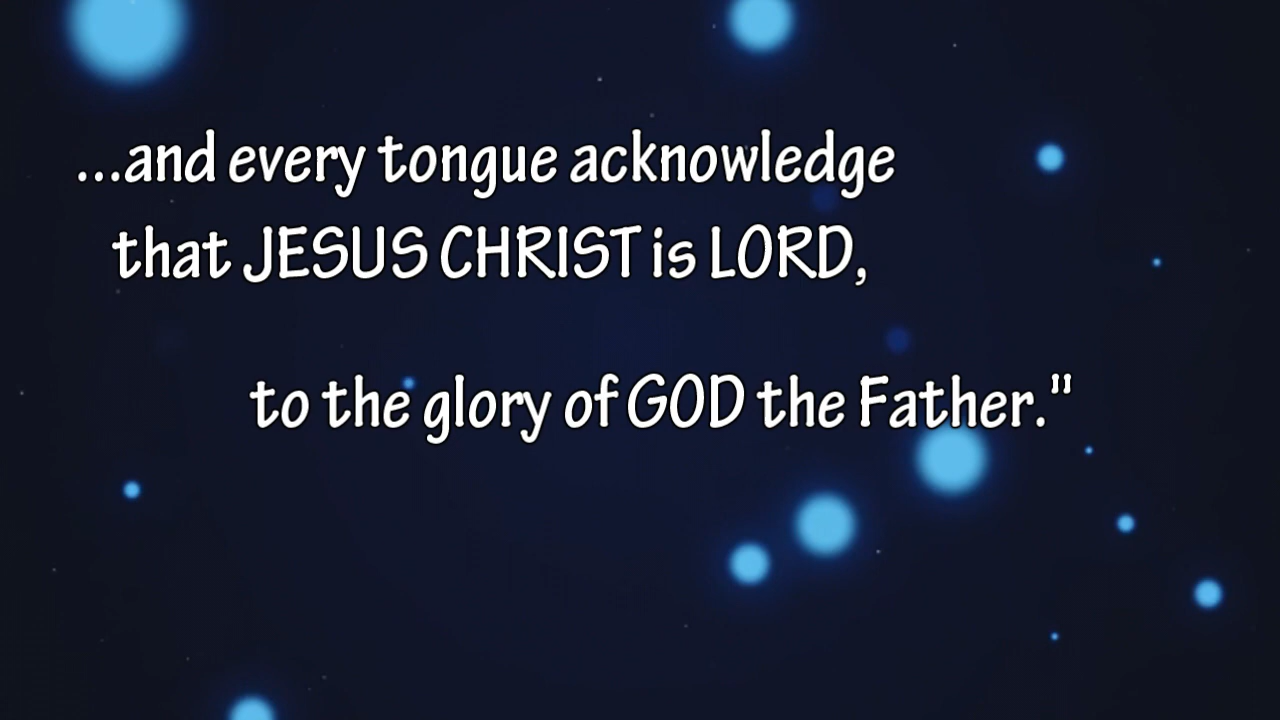 ...and every tongue acknowledge
that JESUS CHRIST is LORD,
to the glory of GOD the Father."